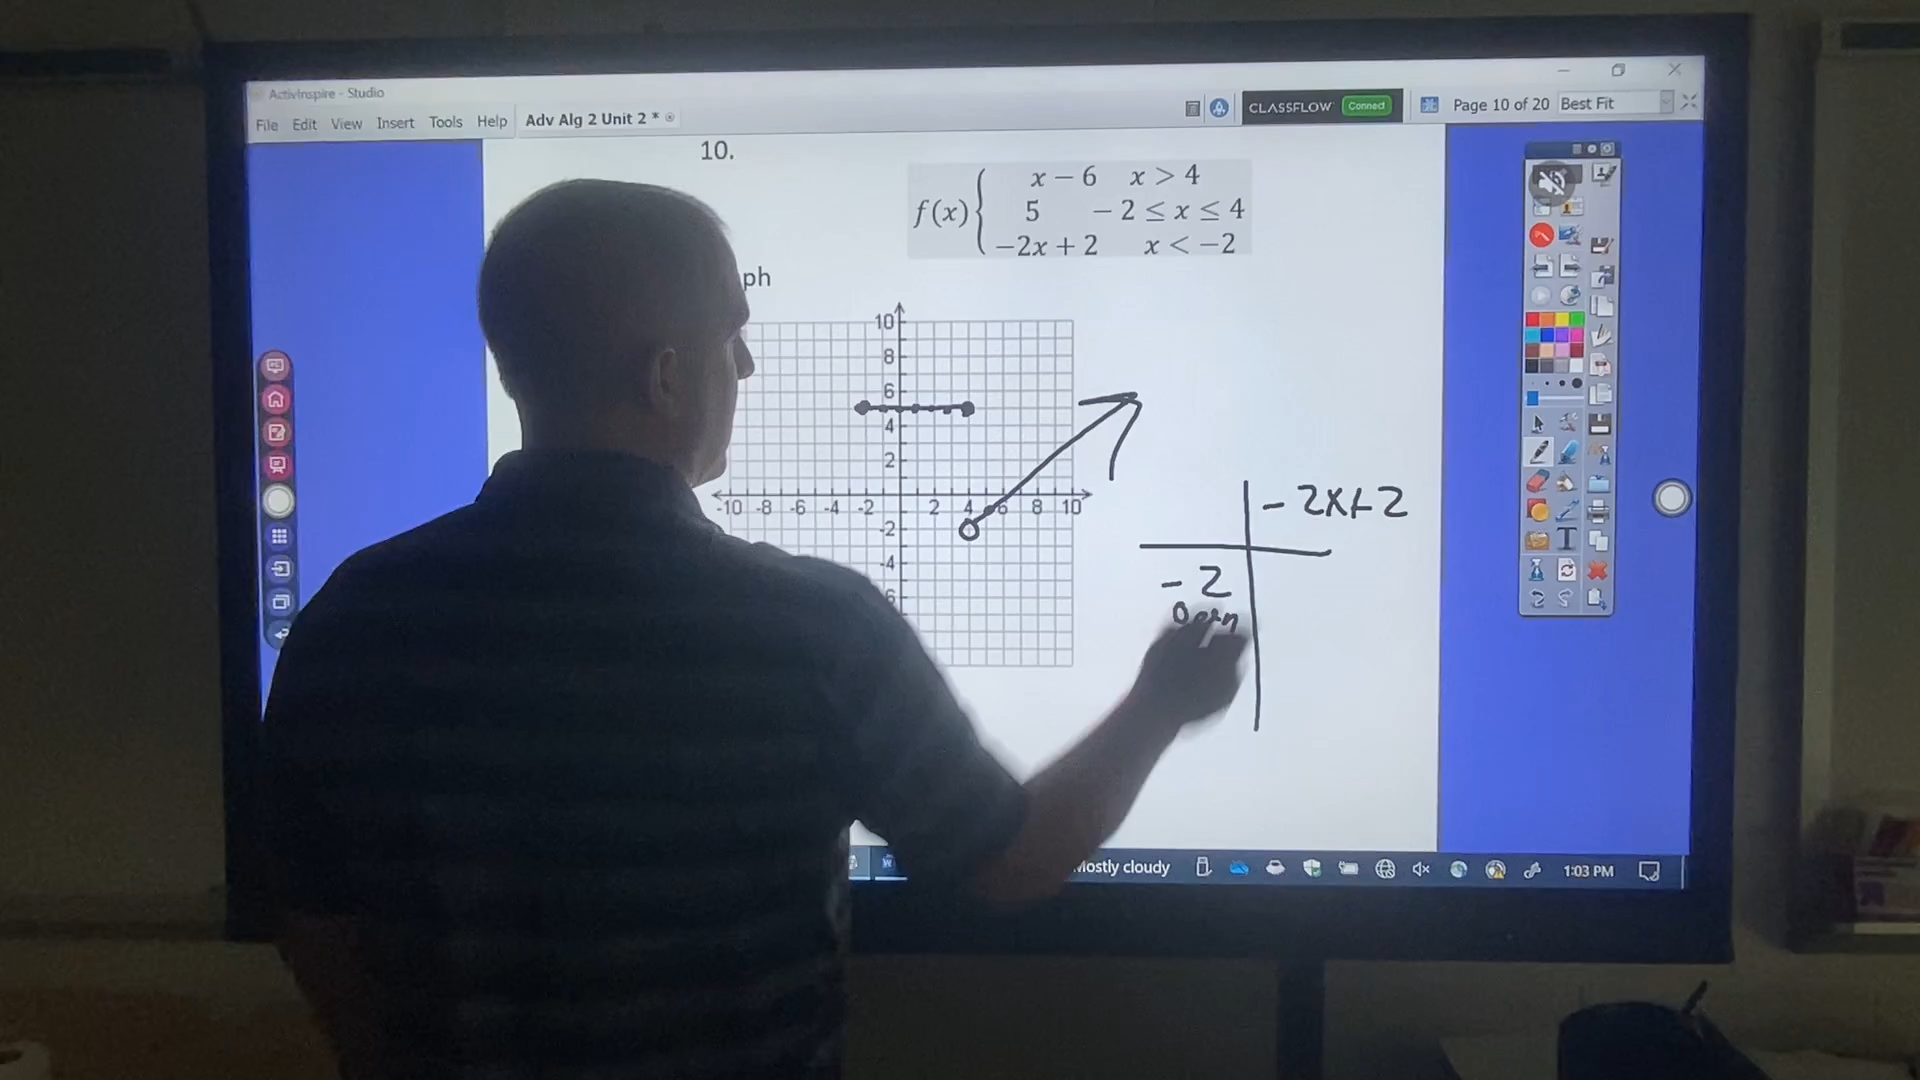 ActivInspire - Studio
File Edit View Insert Tools Help
Adv Alg 2 Unit 2 *
CLASSFLOW Connect
Page 10 of 20 Best Fit
10.
x − 6 x > 4
f(x) { 5 − 2 ≤ x ≤ 4
−2x + 2 x < −2
ph
10
8
6
4
2
-10 -8 -6 -4 -2 2 4 6 8 10
-2
-4
- 2x+2
- 2
Open
Mostly cloudy
1:03 PM